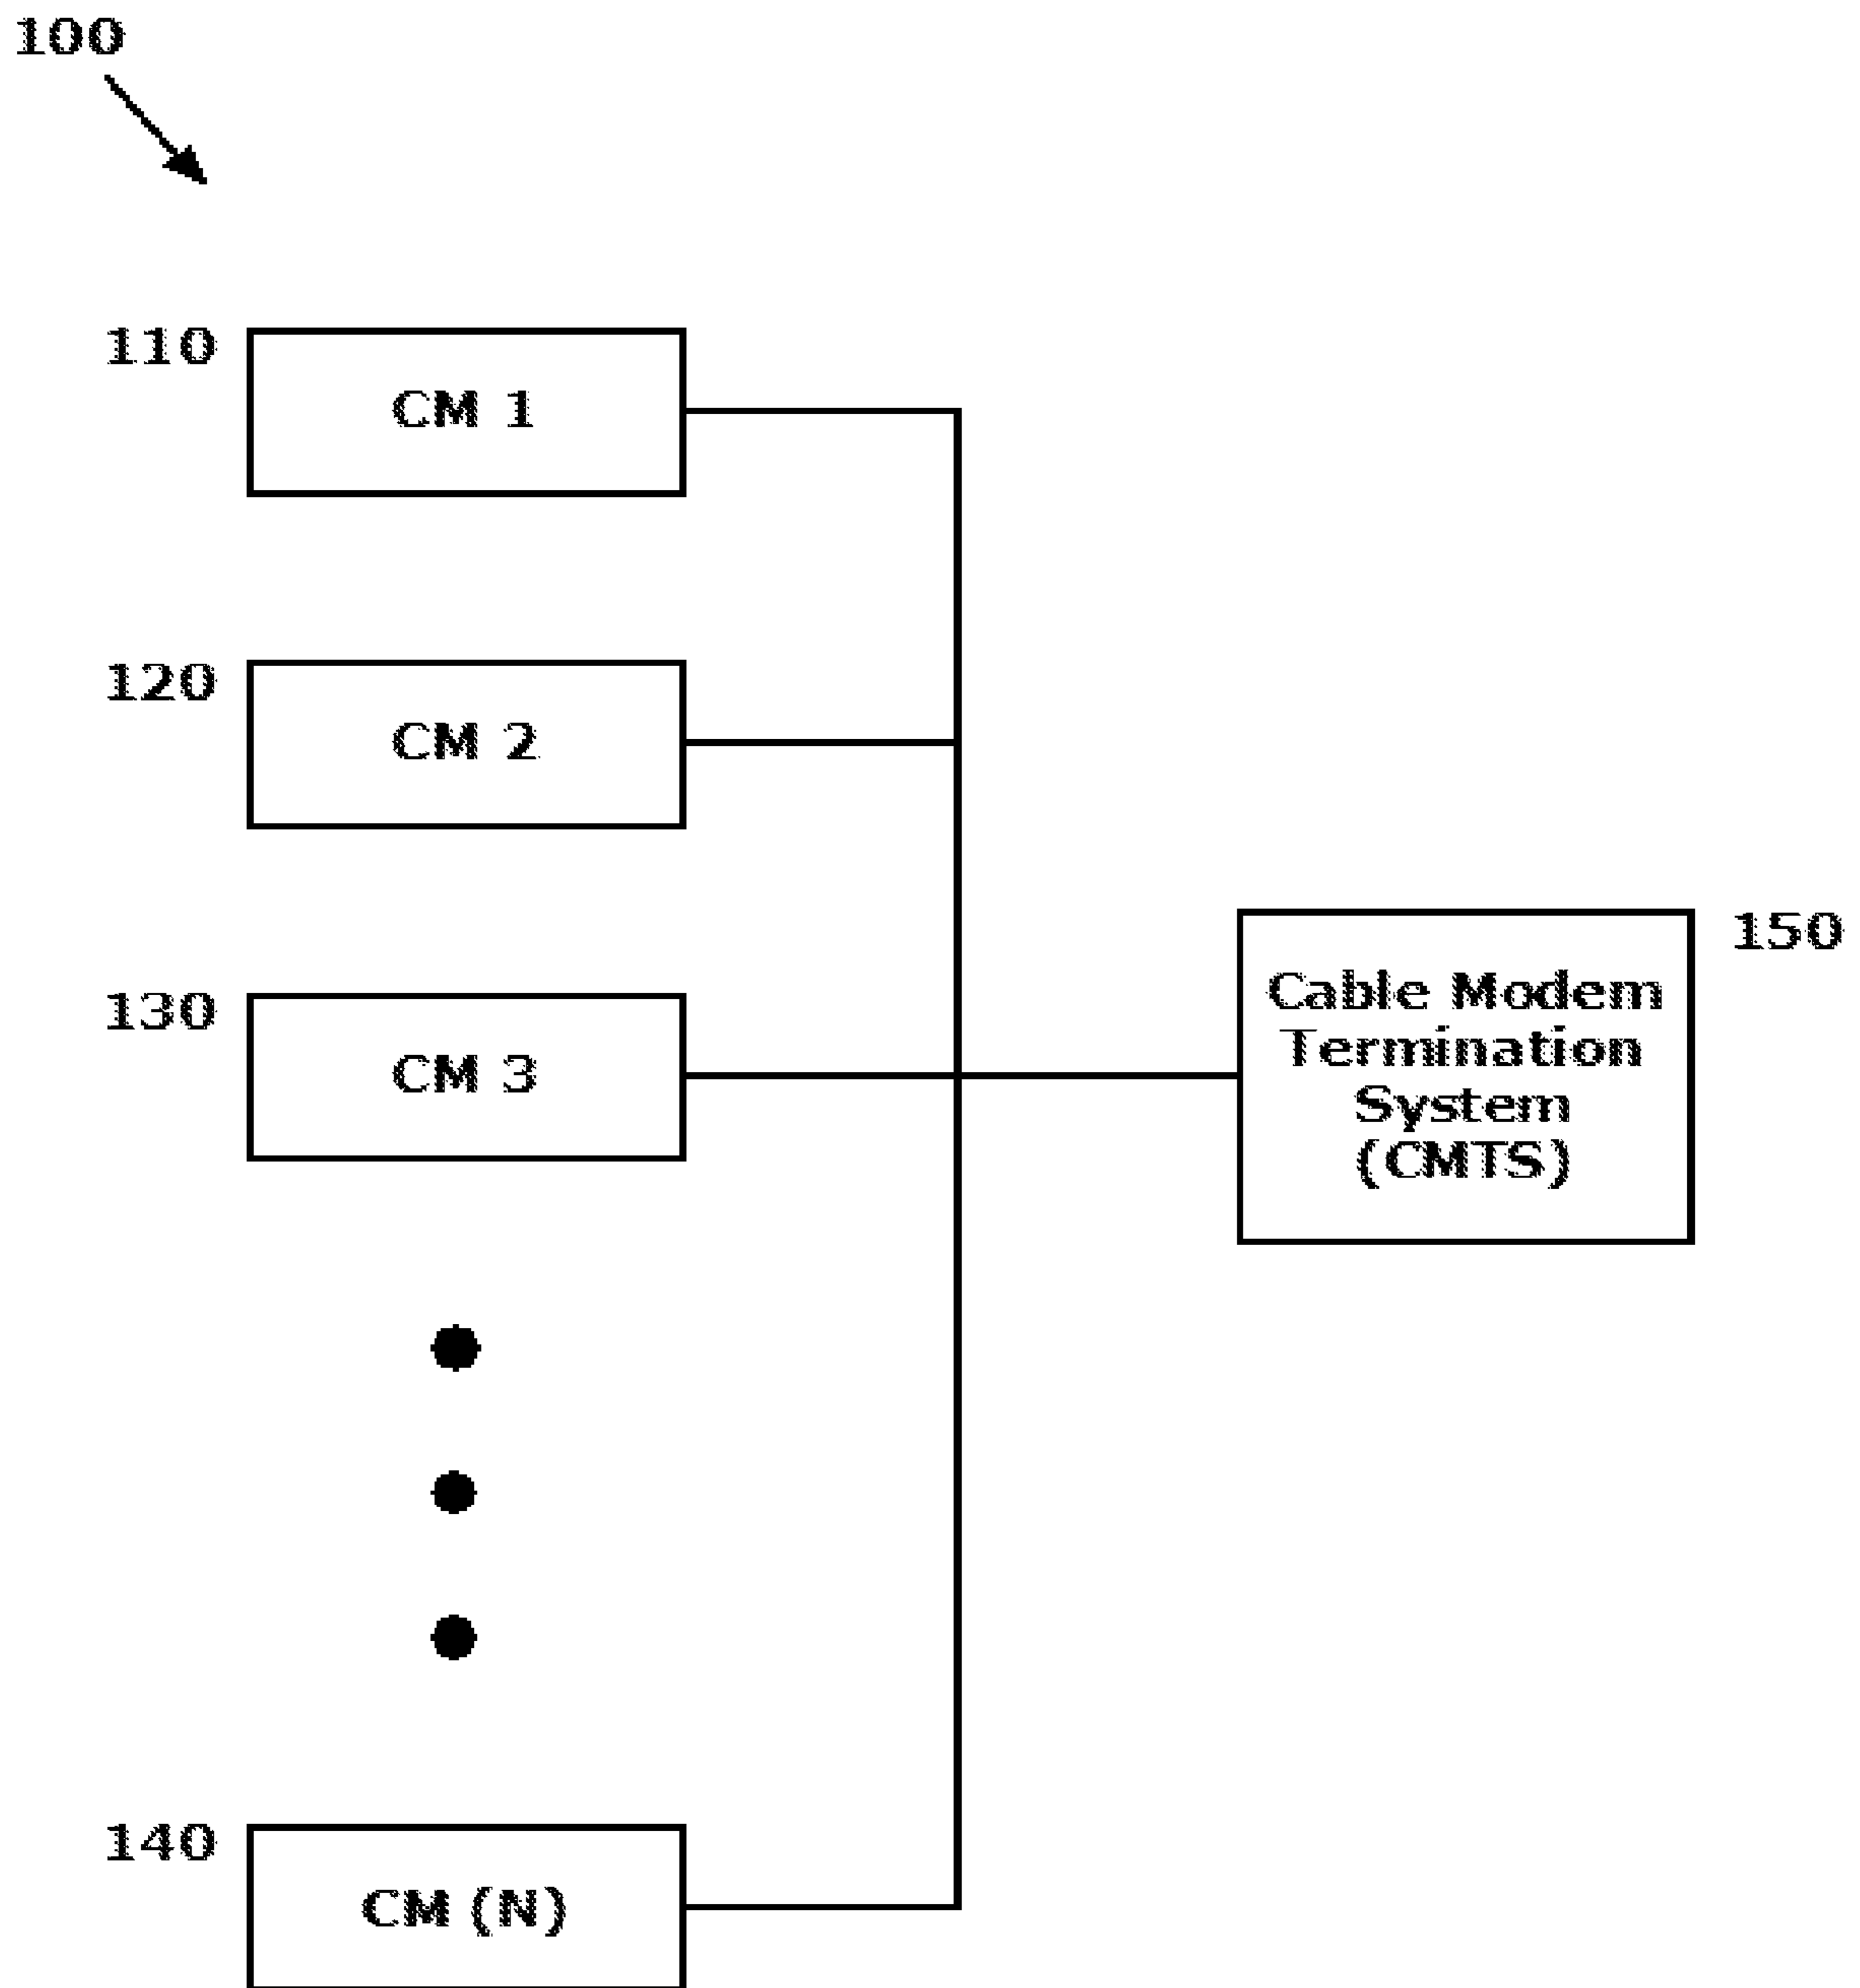 100
110
CM 1
120
CM 2
130
CM 3
150
Cable Modem
Termination
System
(CMTS)
140
CM (N)